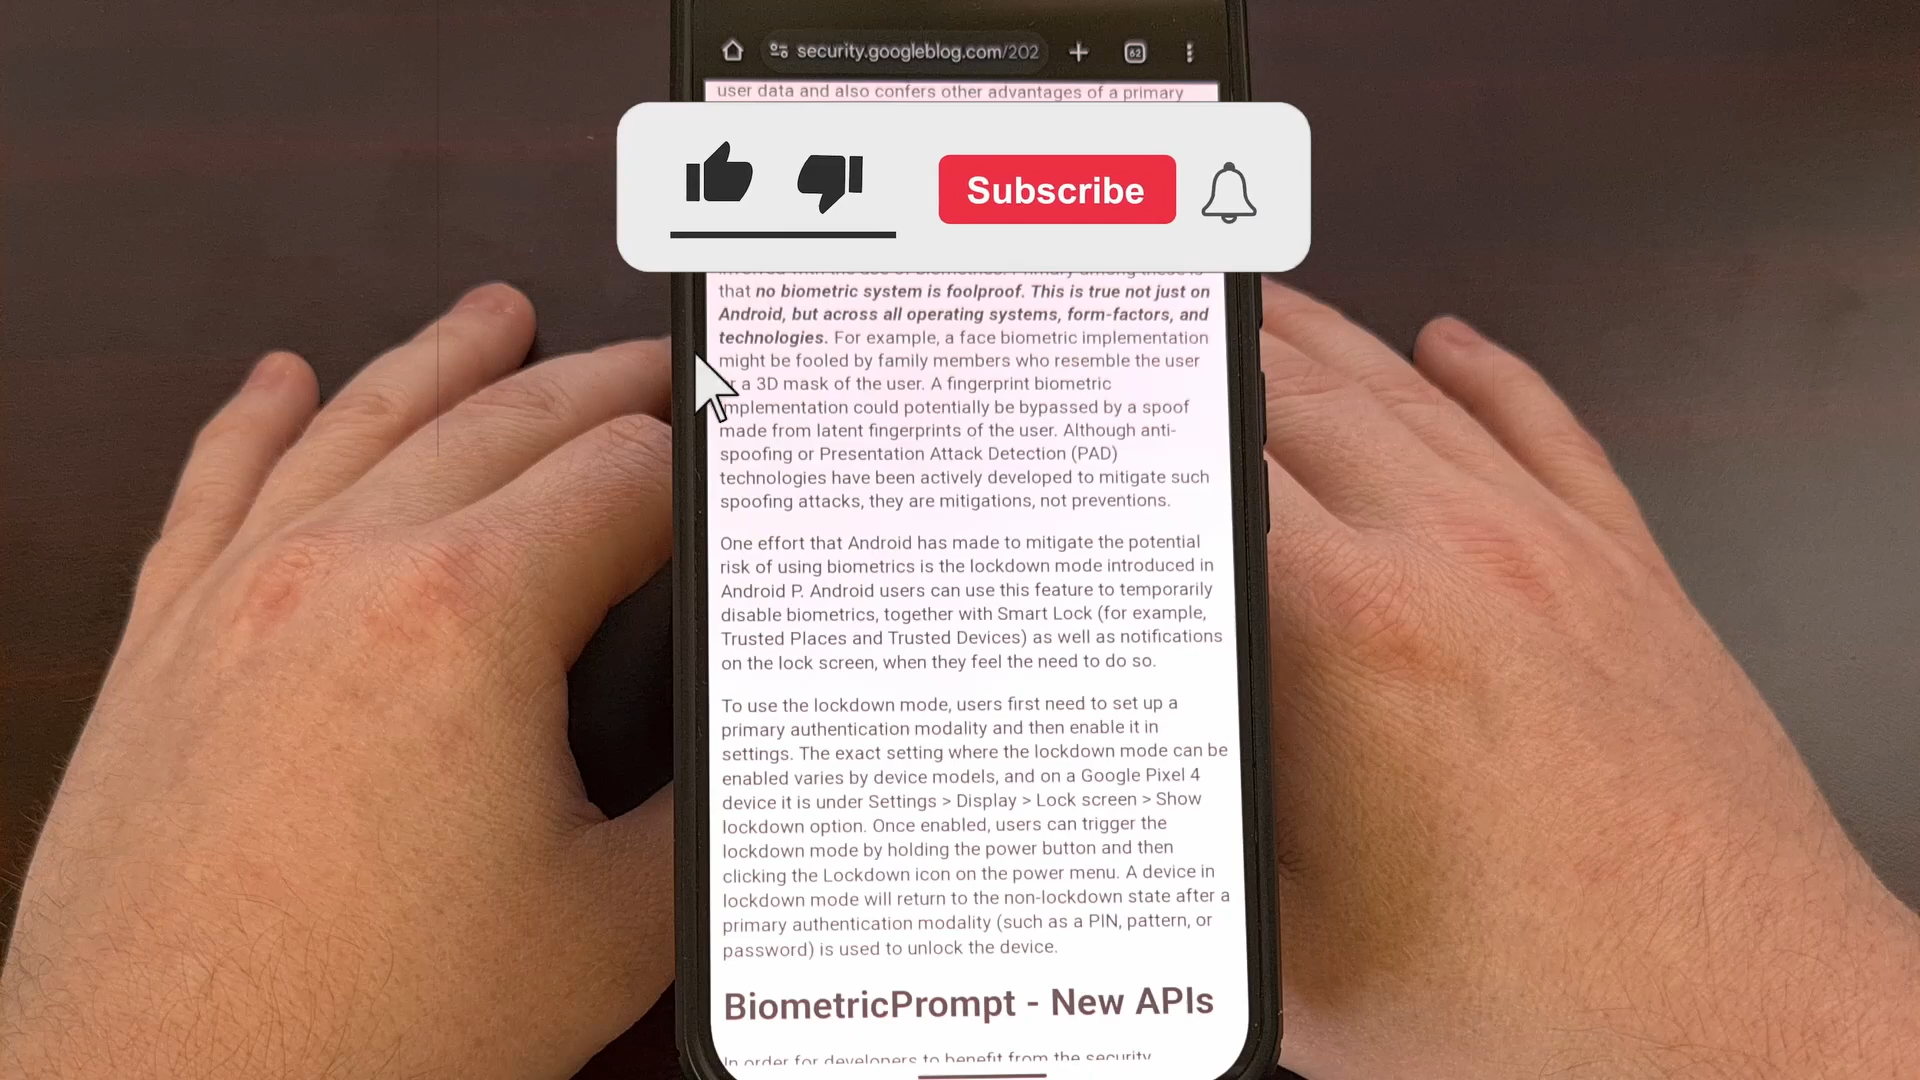 security.googleblog.com/202
62
user data and also confers other advantages of a primary
Subscribe
that no biometric system is foolproof. This is true not just on
Android, but across all operating systems, form-factors, and
technologies. For example, a face biometric implementation
might be fooled by family members who resemble the user
a 3D mask of the user. A fingerprint biometric
implementation could potentially be bypassed by a spoof
made from latent fingerprints of the user. Although anti-
spoofing or Presentation Attack Detection (PAD)
technologies have been actively developed to mitigate such
spoofing attacks, they are mitigations, not preventions.
One effort that Android has made to mitigate the potential
risk of using biometrics is the lockdown mode introduced in
Android P. Android users can use this feature to temporarily
disable biometrics, together with Smart Lock (for example,
Trusted Places and Trusted Devices) as well as notifications
on the lock screen, when they feel the need to do so.
To use the lockdown mode, users first need to set up a
primary authentication modality and then enable it in
settings. The exact setting where the lockdown mode can be
enabled varies by device models, and on a Google Pixel 4
device it is under Settings > Display > Lock screen > Show
lockdown option. Once enabled, users can trigger the
lockdown mode by holding the power button and then
clicking the Lockdown icon on the power menu. A device in
lockdown mode will return to the non-lockdown state after a
primary authentication modality (such as a PIN, pattern, or
password) is used to unlock the device.
BiometricPrompt - New APIs
In order for developers to benefit from the security